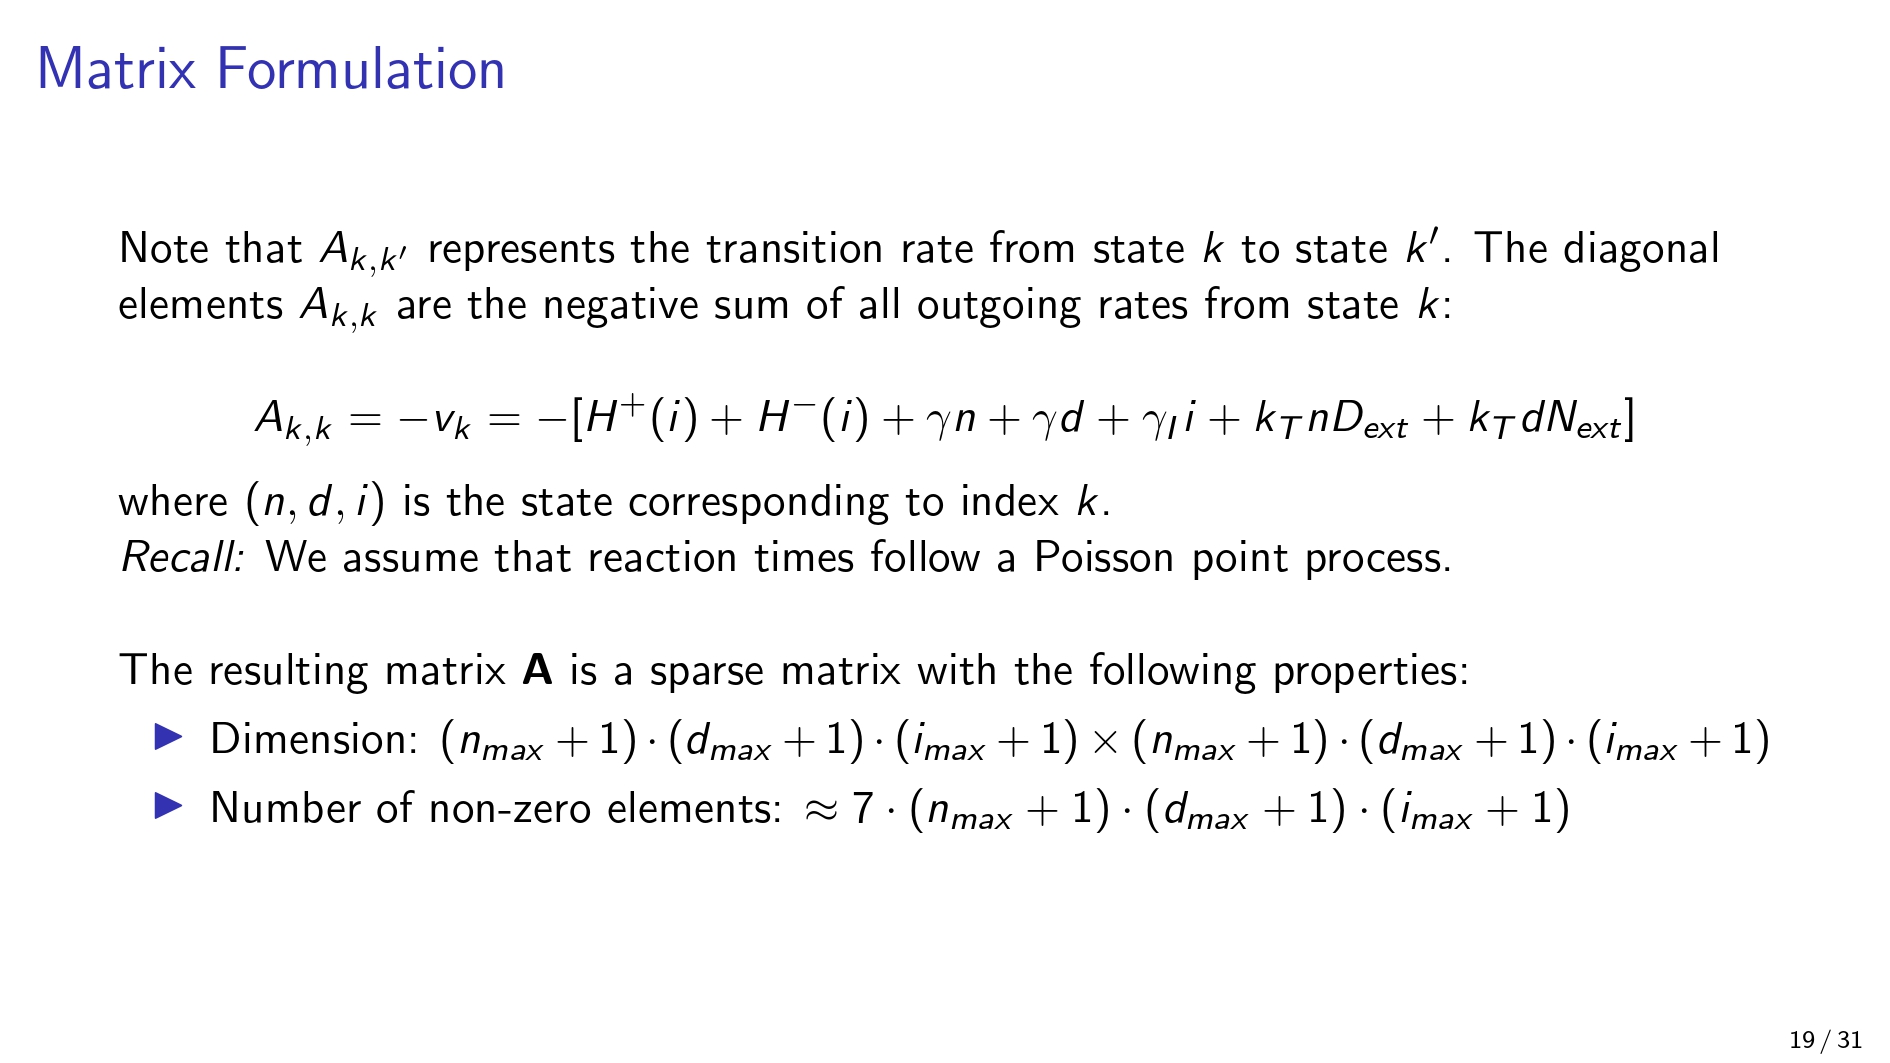 Matrix Formulation
Note that $A_{k,k'}$ represents the transition rate from state $k$ to state $k'$. The diagonal
elements $A_{k,k}$ are the negative sum of all outgoing rates from state $k$:
$A_{k,k} = -v_k = -[H^+(i) + H^-(i) + \gamma n + \gamma d + \gamma_I i + k_T n D_{ext} + k_T d N_{ext}]$
where $(n, d, i)$ is the state corresponding to index $k$.
Recall: We assume that reaction times follow a Poisson point process.
The resulting matrix $\mathbf{A}$ is a sparse matrix with the following properties:
▶ Dimension: $(n_{max} + 1) \cdot (d_{max} + 1) \cdot (i_{max} + 1) \times (n_{max} + 1) \cdot (d_{max} + 1) \cdot (i_{max} + 1)$
▶ Number of non-zero elements: $\approx 7 \cdot (n_{max} + 1) \cdot (d_{max} + 1) \cdot (i_{max} + 1)$
19 / 31